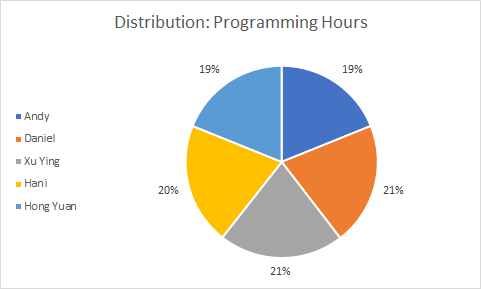 Distribution: Programming Hours
Andy
Daniel
Xu Ying
Hani
Hong Yuan
19%
19%
21%
21%
20%